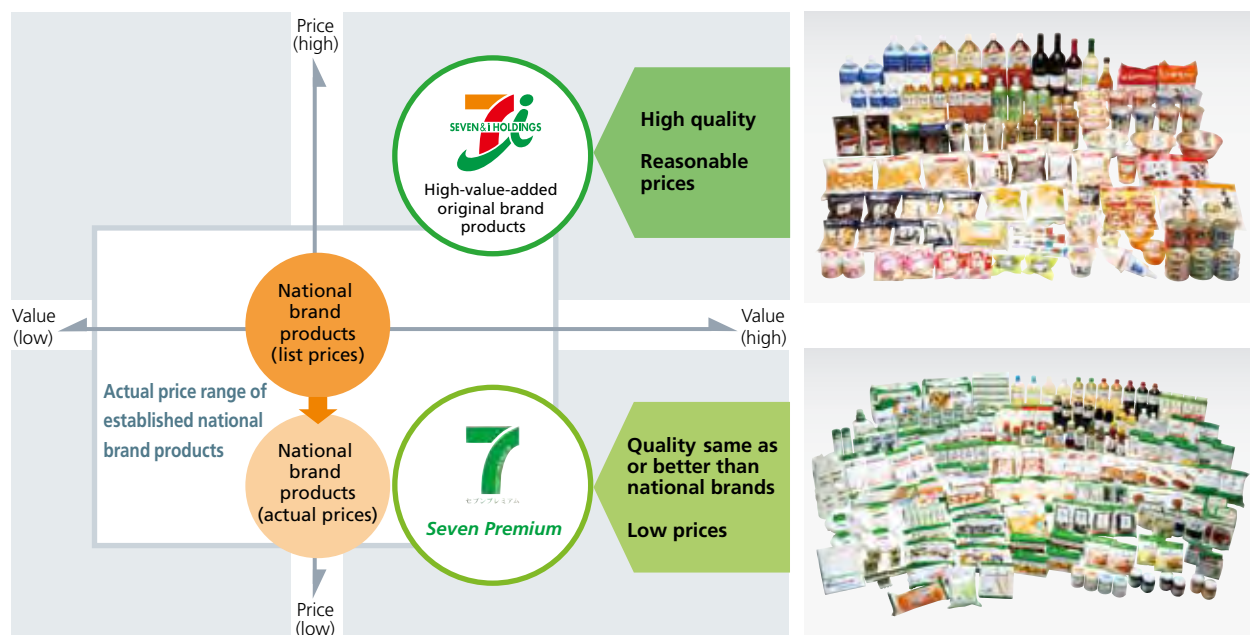 Price
(high)
SEVEN & i HOLDINGS
High-value-added
original brand
products
High quality
Reasonable
prices
National
brand
products
(list prices)
Value
(low)
Value
(high)
Actual price range of
established national
brand products
National
brand
products
(actual prices)
7
セブンプレミアム
Seven Premium
Quality same as
or better than
national brands
Low prices
Price
(low)